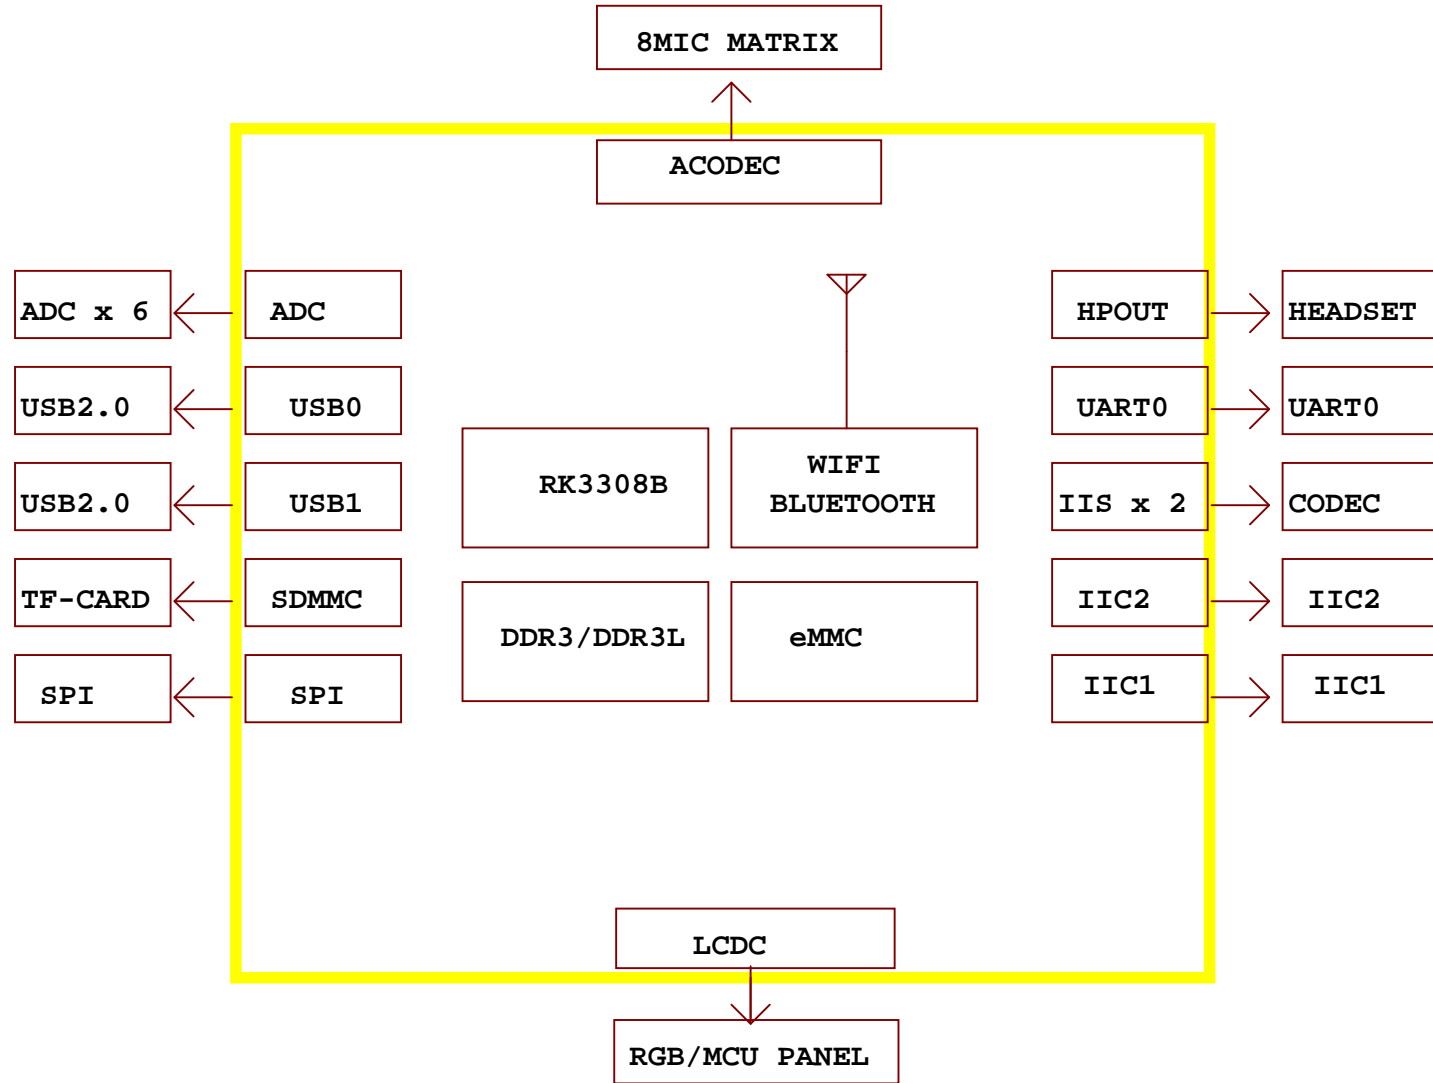 8MIC MATRIX
ACODEC
ADC x 6
ADC
HPOUT
HEADSET
USB2.0
USB0
UART0
UART0
RK3308B
WIFI
BLUETOOTH
USB2.0
USB1
IIS x 2
CODEC
TF-CARD
SDMMC
DDR3/DDR3L
eMMC
IIC2
IIC2
SPI
SPI
IIC1
IIC1
LCDC
RGB/MCU PANEL